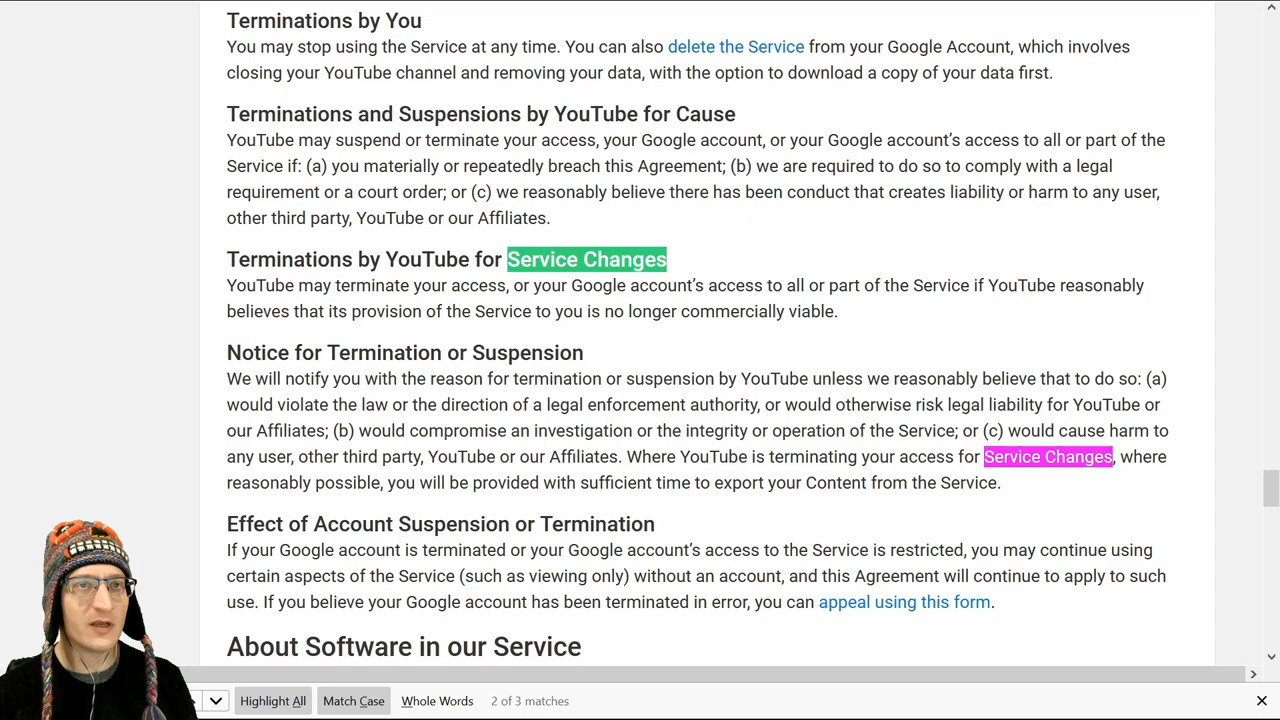 Terminations by You
You may stop using the Service at any time. You can also delete the Service from your Google Account, which involves
closing your YouTube channel and removing your data, with the option to download a copy of your data first.
Terminations and Suspensions by YouTube for Cause
YouTube may suspend or terminate your access, your Google account, or your Google account’s access to all or part of the
Service if: (a) you materially or repeatedly breach this Agreement; (b) we are required to do so to comply with a legal
requirement or a court order; or (c) we reasonably believe there has been conduct that creates liability or harm to any user,
other third party, YouTube or our Affiliates.
Terminations by YouTube for Service Changes
YouTube may terminate your access, or your Google account’s access to all or part of the Service if YouTube reasonably
believes that its provision of the Service to you is no longer commercially viable.
Notice for Termination or Suspension
We will notify you with the reason for termination or suspension by YouTube unless we reasonably believe that to do so: (a)
would violate the law or the direction of a legal enforcement authority, or would otherwise risk legal liability for YouTube or
our Affiliates; (b) would compromise an investigation or the integrity or operation of the Service; or (c) would cause harm to
any user, other third party, YouTube or our Affiliates. Where YouTube is terminating your access for Service Changes, where
reasonably possible, you will be provided with sufficient time to export your Content from the Service.
Effect of Account Suspension or Termination
If your Google account is terminated or your Google account’s access to the Service is restricted, you may continue using
certain aspects of the Service (such as viewing only) without an account, and this Agreement will continue to apply to such
use. If you believe your Google account has been terminated in error, you can appeal using this form.
About Software in our Service
Highlight All Match Case Whole Words 2 of 3 matches